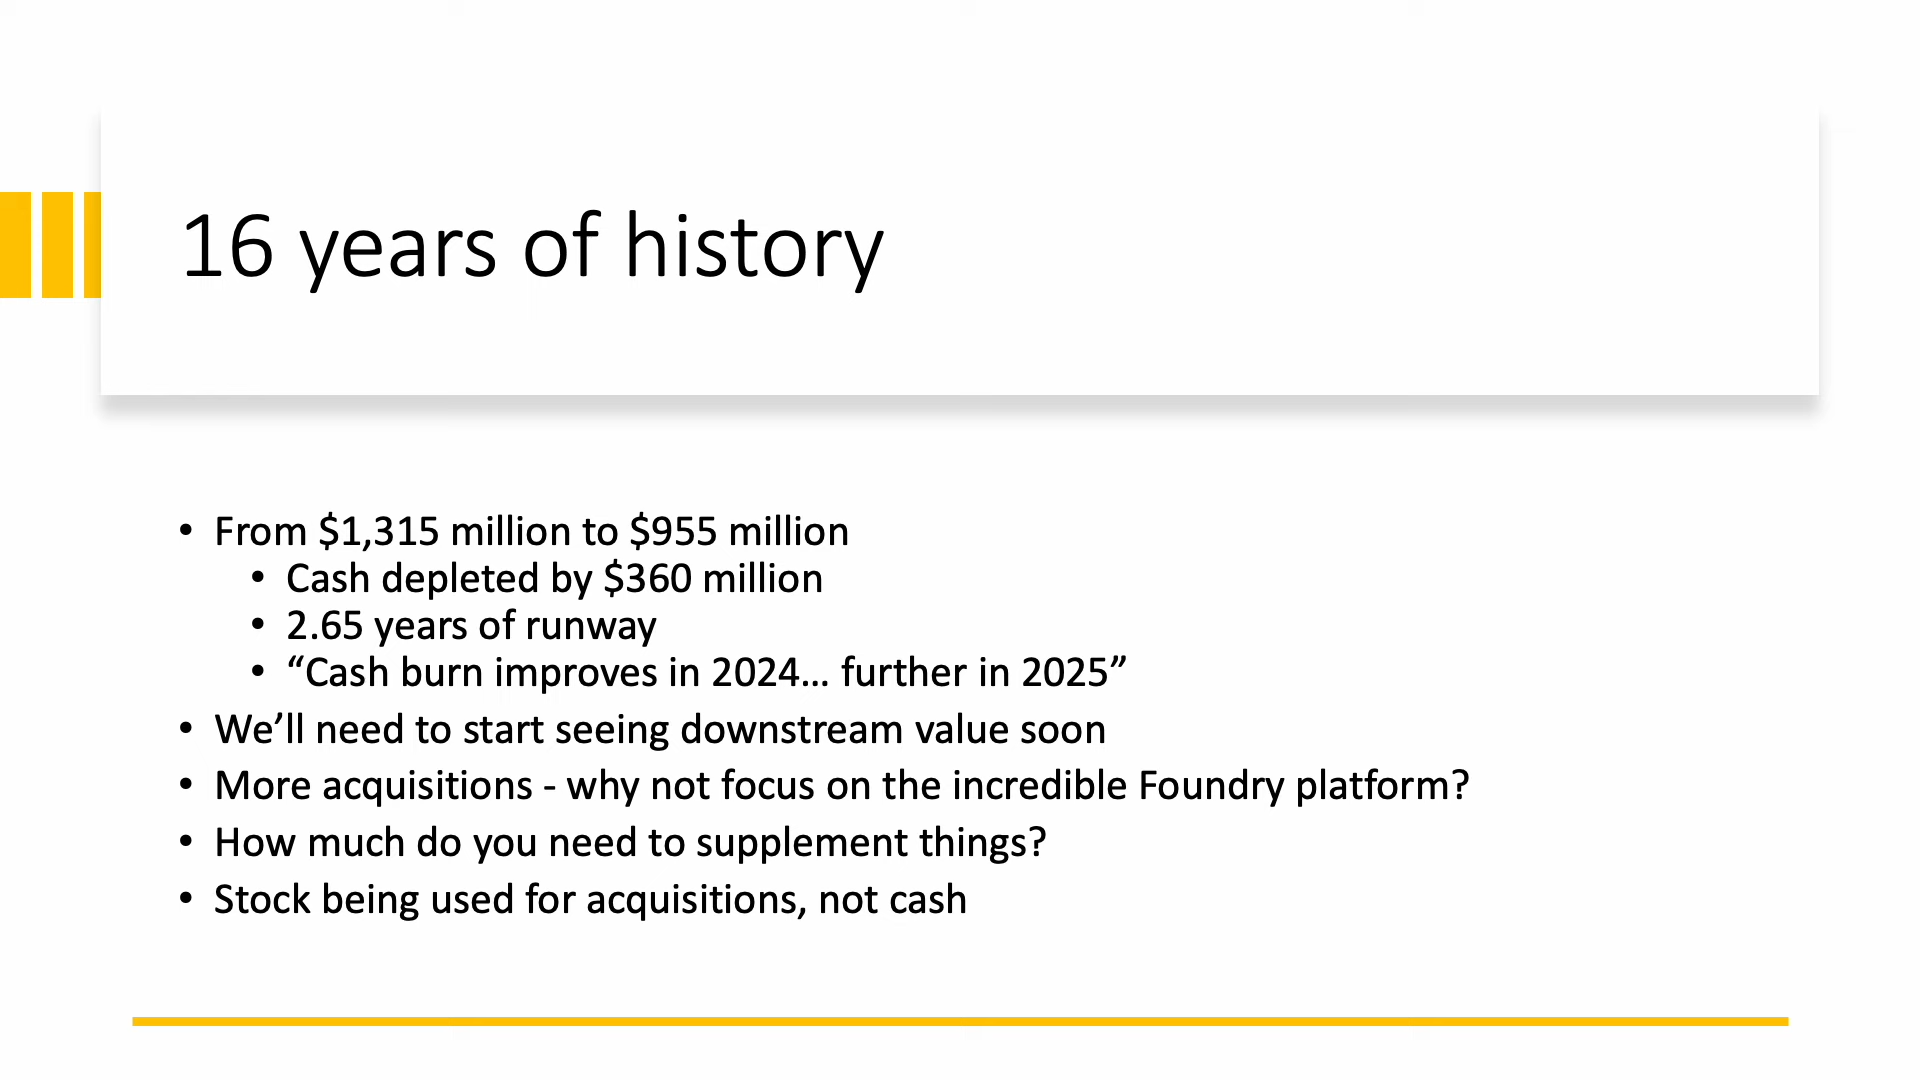 16 years of history
• From $1,315 million to $955 million
• Cash depleted by $360 million
• 2.65 years of runway
• “Cash burn improves in 2024… further in 2025”
• We’ll need to start seeing downstream value soon
• More acquisitions - why not focus on the incredible Foundry platform?
• How much do you need to supplement things?
• Stock being used for acquisitions, not cash